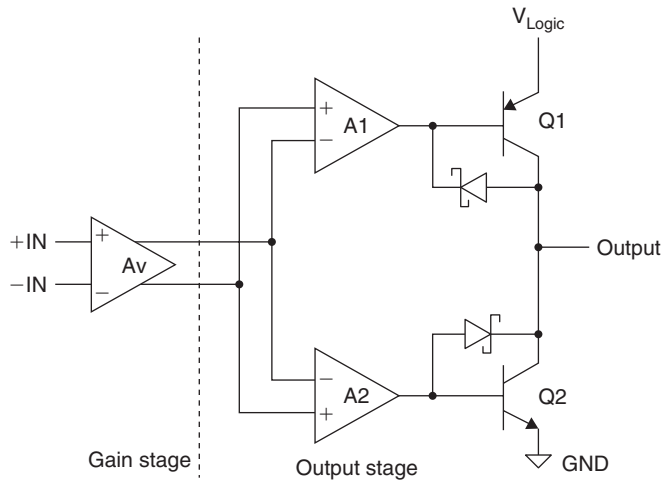 V_Logic
+
A1
−
Q1
+IN
+
Av
−IN
−
Output
−
A2
+
Q2
GND
Gain stage
Output stage